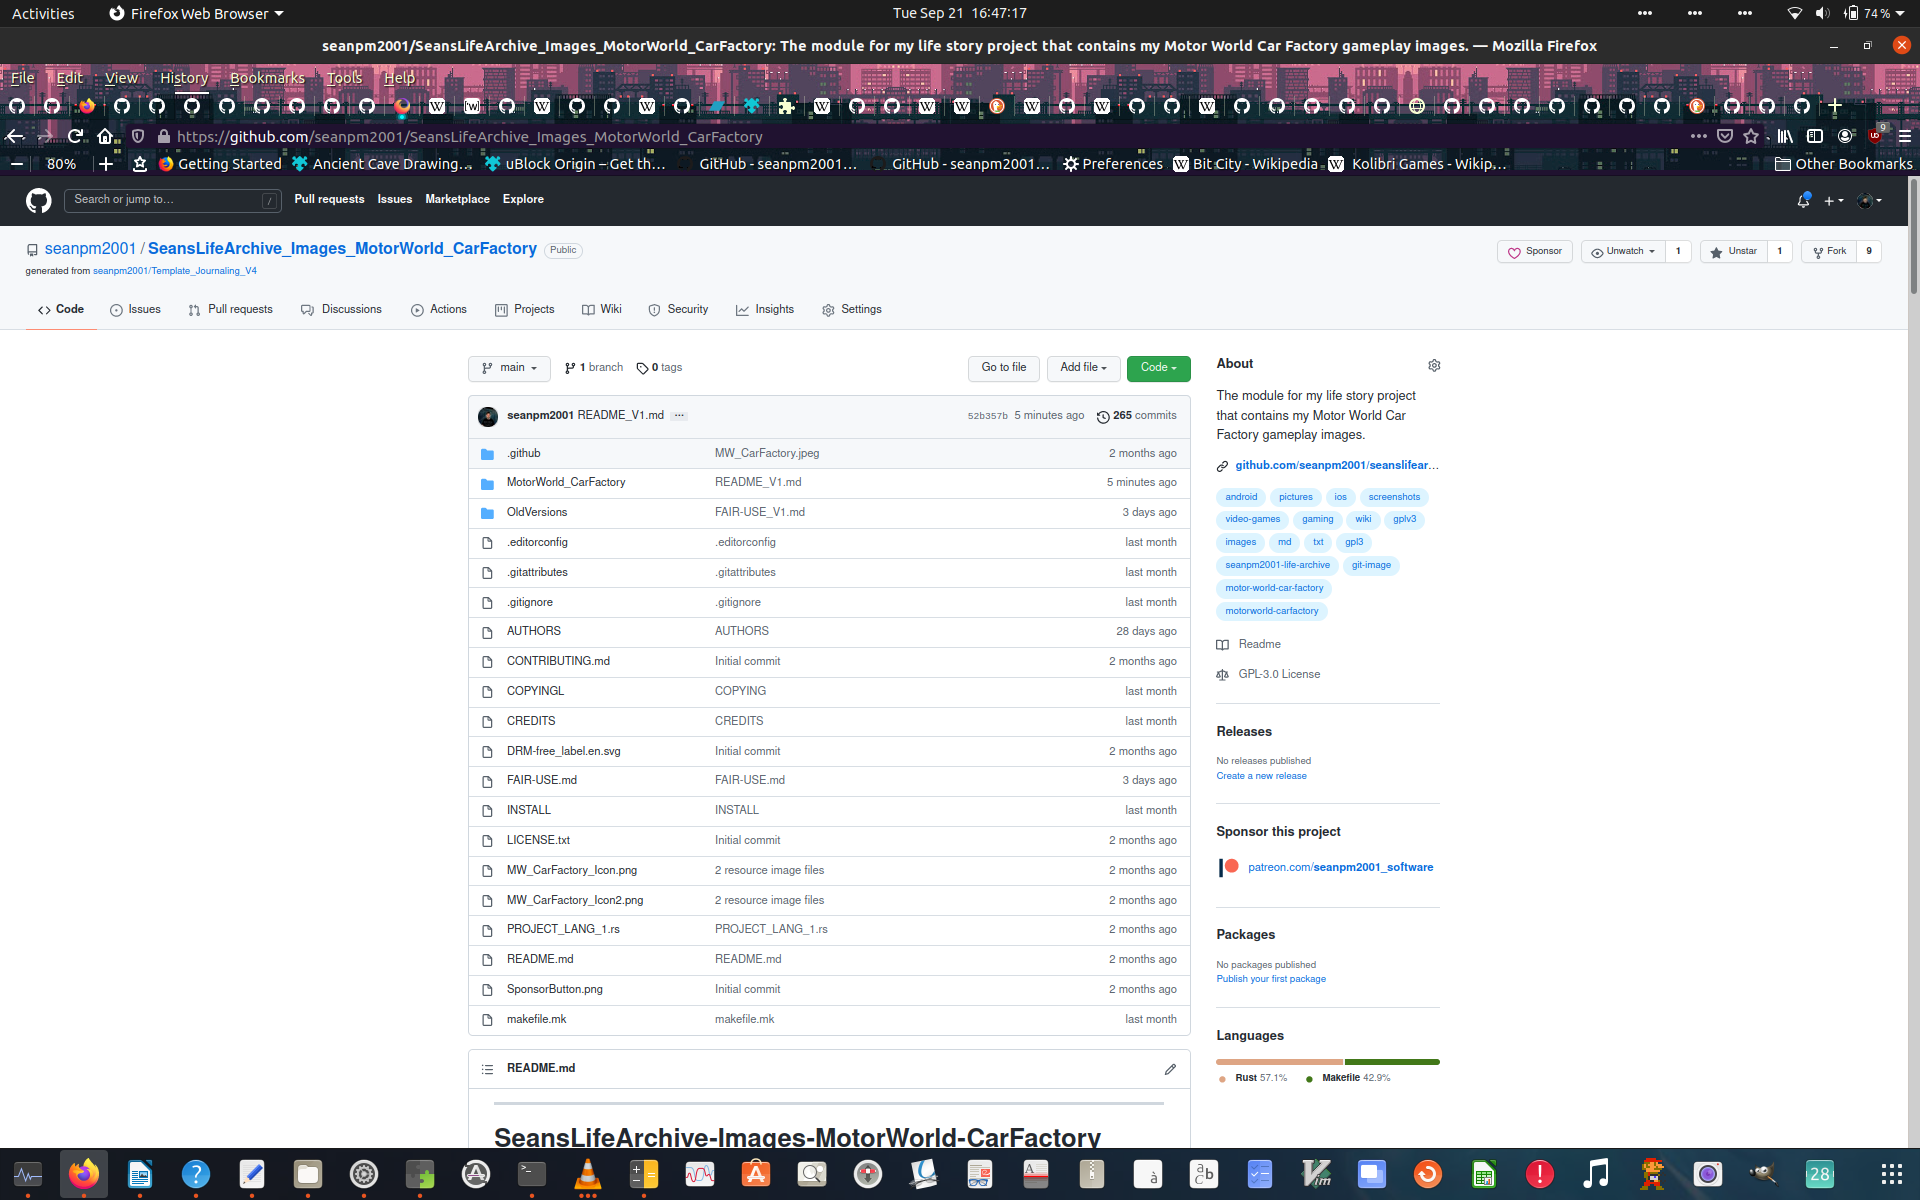 Activities Firefox Web Browser Tue Sep 21 16:47:17 74 %
seanpm2001/SeansLifeArchive_Images_MotorWorld_CarFactory: The module for my life story project that contains my Motor World Car Factory gameplay images. — Mozilla Firefox
File Edit View History Bookmarks Tools Help
https://github.com/seanpm2001/SeansLifeArchive_Images_MotorWorld_CarFactory 9
80% Getting Started Ancient Cave Drawing… uBlock Origin – Get th… GitHub - seanpm2001… GitHub - seanpm2001… Preferences Bit City - Wikipedia Kolibri Games - Wikip… Other Bookmarks
Search or jump to… / Pull requests Issues Marketplace Explore
seanpm2001 / SeansLifeArchive_Images_MotorWorld_CarFactory Public Sponsor Unwatch 1 Unstar 1 Fork 9
generated from seanpm2001/Template_Journaling_V4
Code Issues Pull requests Discussions Actions Projects Wiki Security Insights Settings
main 1 branch 0 tags Go to file Add file Code
seanpm2001 README_V1.md ··· 52b357b 5 minutes ago 265 commits
.github MW_CarFactory.jpeg 2 months ago
MotorWorld_CarFactory README_V1.md 5 minutes ago
OldVersions FAIR-USE_V1.md 3 days ago
.editorconfig .editorconfig last month
.gitattributes .gitattributes last month
.gitignore .gitignore last month
AUTHORS AUTHORS 28 days ago
CONTRIBUTING.md Initial commit 2 months ago
COPYINGL COPYING last month
CREDITS CREDITS last month
DRM-free_label.en.svg Initial commit 2 months ago
FAIR-USE.md FAIR-USE.md 3 days ago
INSTALL INSTALL last month
LICENSE.txt Initial commit 2 months ago
MW_CarFactory_Icon.png 2 resource image files 2 months ago
MW_CarFactory_Icon2.png 2 resource image files 2 months ago
PROJECT_LANG_1.rs PROJECT_LANG_1.rs 2 months ago
README.md README.md 2 months ago
SponsorButton.png Initial commit 2 months ago
makefile.mk makefile.mk last month
README.md
SeansLifeArchive-Images-MotorWorld-CarFactory
About
The module for my life story project
that contains my Motor World Car
Factory gameplay images.
github.com/seanpm2001/seanslifear…
android pictures ios screenshots
video-games gaming wiki gplv3
images md txt gpl3
seanpm2001-life-archive git-image
motor-world-car-factory
motorworld-carfactory
Readme
GPL-3.0 License
Releases
No releases published
Create a new release
Sponsor this project
patreon.com/seanpm2001_software
Packages
No packages published
Publish your first package
Languages
Rust 57.1% Makefile 42.9%
28